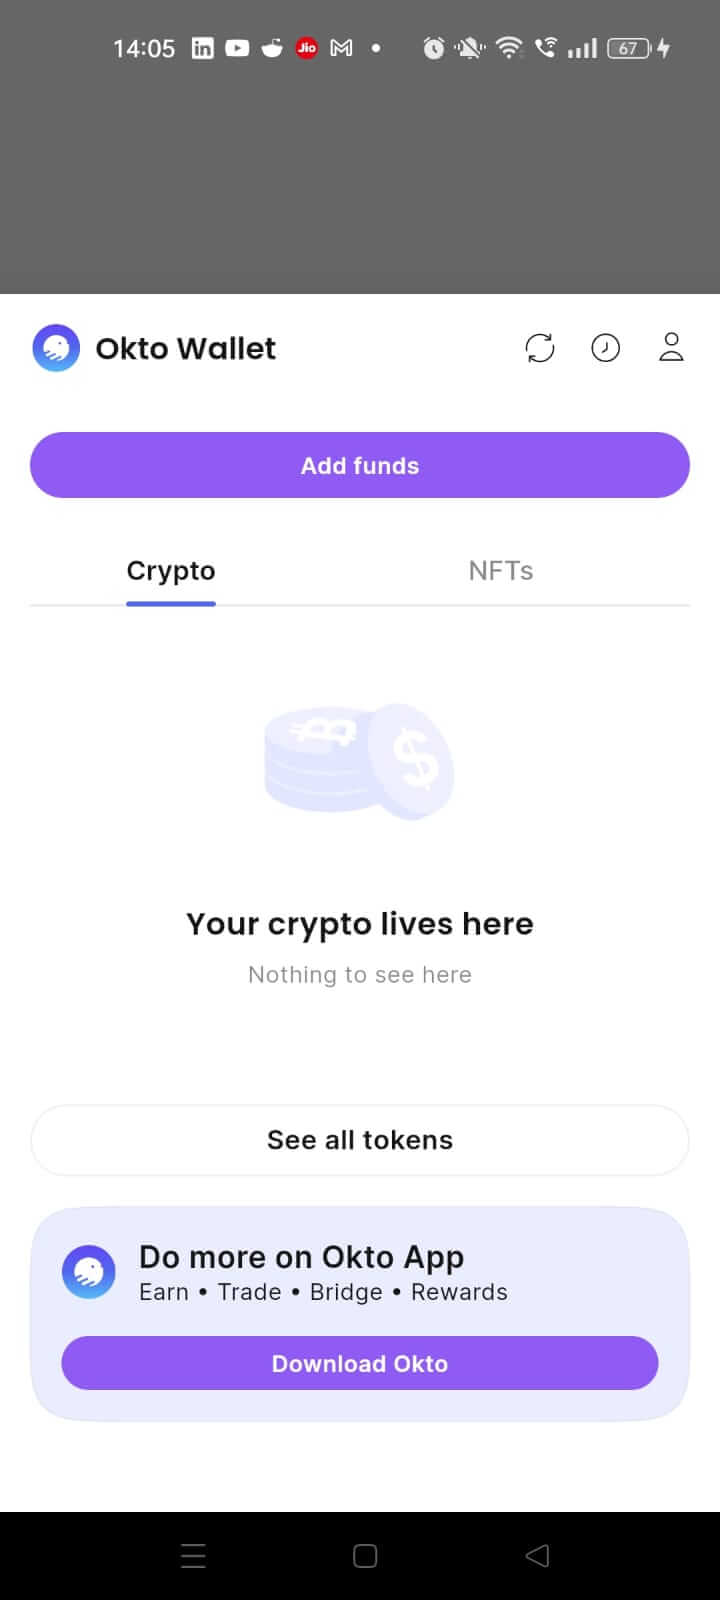 14:05
Jio
67
Okto Wallet
Add funds
Crypto
NFTs
Your crypto lives here
Nothing to see here
See all tokens
Do more on Okto App
Earn • Trade • Bridge • Rewards
Download Okto